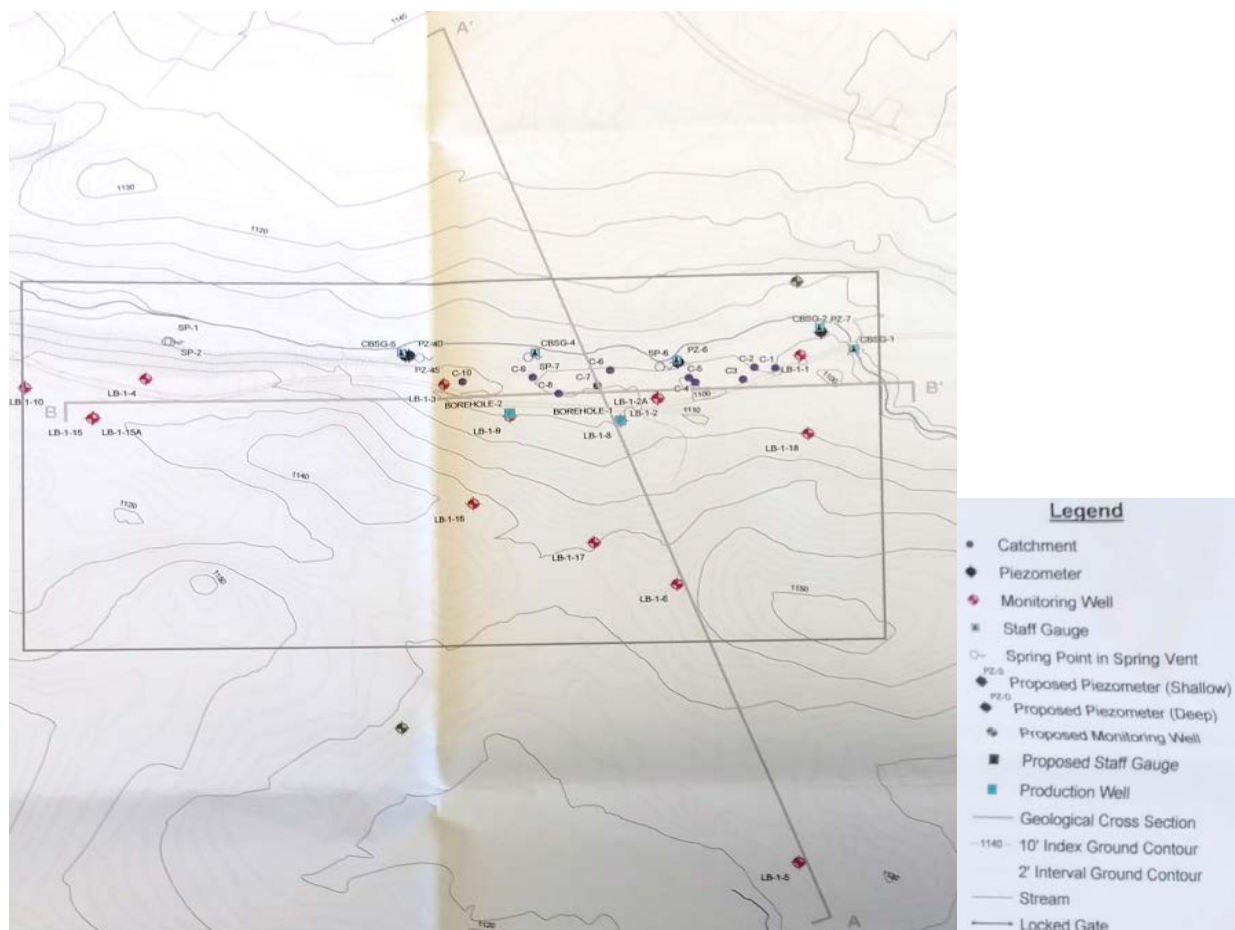 1140
A'
1130
1120
SP-1
SP-2
CBSG-5
PZ-40
PZ-45
CBSG-4
SP-7
C-6
SP-6
PZ-6
CBSG-2
PZ-7
CBSG-1
C-10
C-9
C-8
C-7
C-5
C-4
C3
C-2
C-1
LB-1-1
1100
1100
1110
B'
LB-1-10
LB-1-4
B
LB-1-15
LB-1-15A
LB-1-3
BOREHOLE-2
LB-1-9
BOREHOLE-1
LB-1-8
LB-1-2A
LB-1-2
LB-1-18
1140
LB-1-16
LB-1-17
LB-1-6
1150
LB-1-5
A
1120
Legend
Catchment
Piezometer
Monitoring Well
Staff Gauge
Spring Point in Spring Vent
PZ-S
Proposed Piezometer (Shallow)
PZ-D
Proposed Piezometer (Deep)
Proposed Monitoring Well
Proposed Staff Gauge
Production Well
Geological Cross Section
1140 10' Index Ground Contour
2' Interval Ground Contour
Stream
Locked Gate